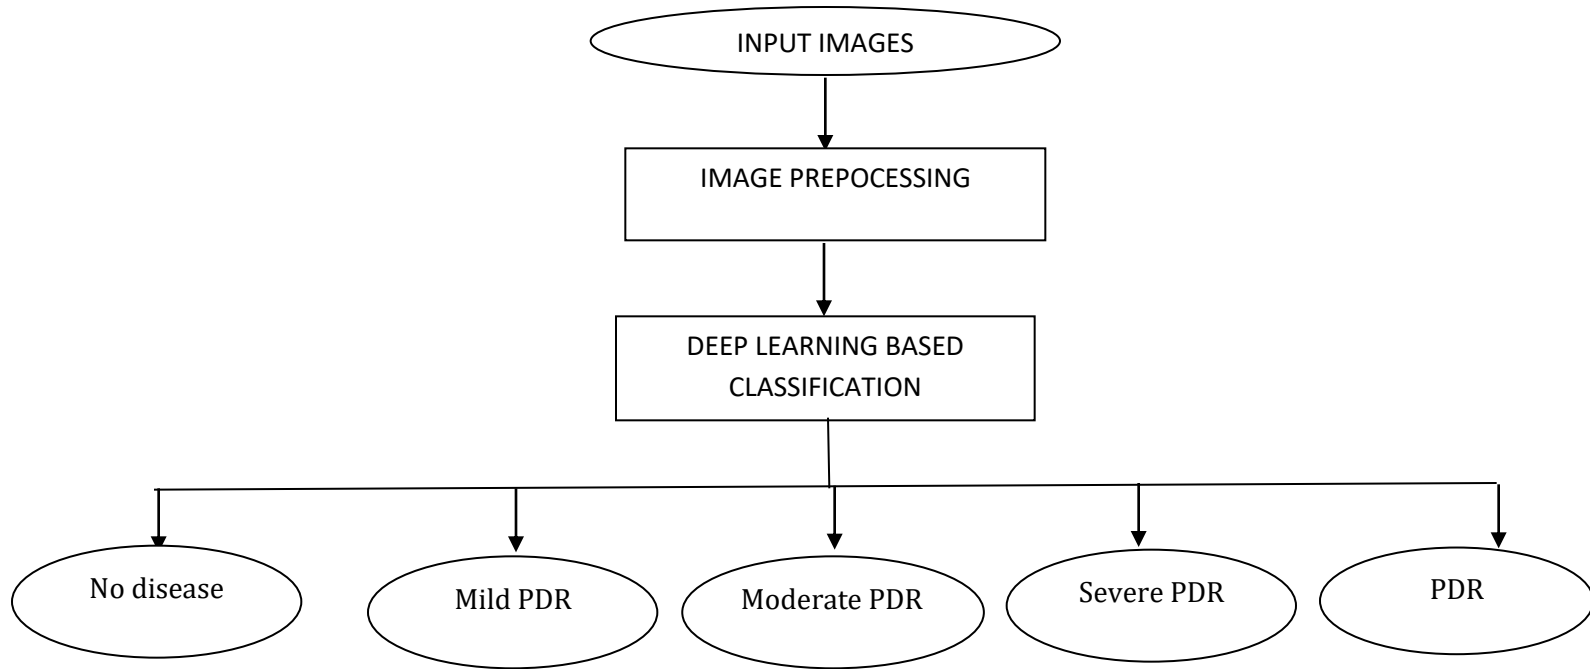 INPUT IMAGES
IMAGE PREPOCESSING
DEEP LEARNING BASED
CLASSIFICATION
No disease
Mild PDR
Moderate PDR
Severe PDR
PDR